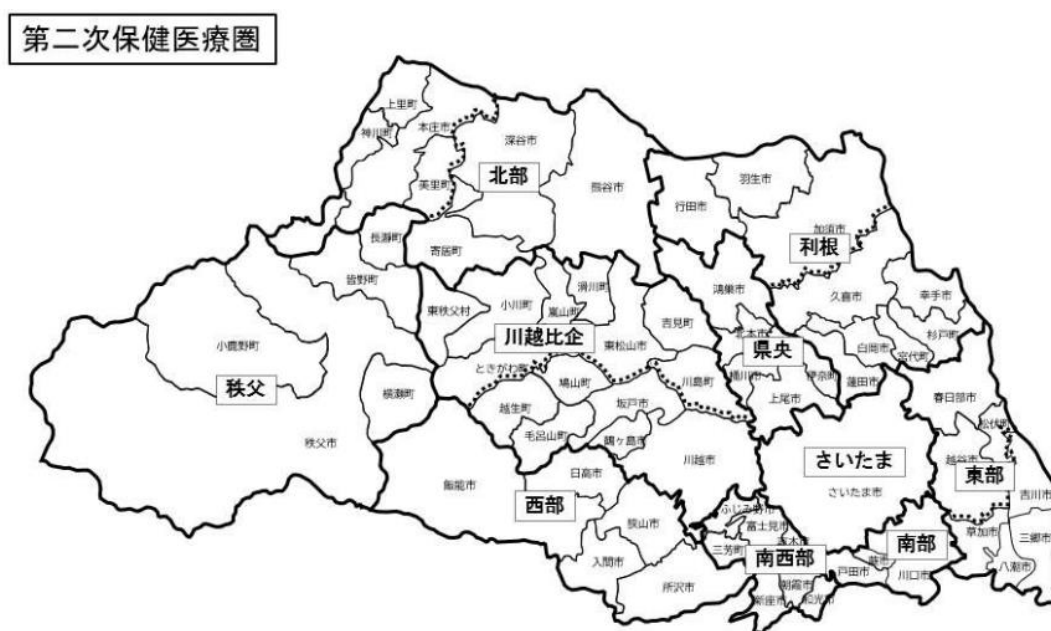 第二次保健医療圏
上里町
神川町
本庄市
美里町
深谷市
北部
熊谷市
寄居町
長瀞町
皆野町
小鹿野町
秩父
横瀬町
秩父市
東秩父村
小川町
嵐山町
滑川町
吉見町
川越比企
東松山市
ときがわ町
鳩山町
川島町
越生町
坂戸市
毛呂山町
鶴ヶ島市
川越市
行田市
羽生市
加須市
利根
鴻巣市
久喜市
幸手市
北本市
県央
白岡市
宮代町
杉戸町
桶川市
伊奈町
蓮田市
上尾市
春日部市
松伏町
さいたま
さいたま市
越谷市
東部
吉川市
草加市
三郷市
八潮市
飯能市
日高市
西部
狭山市
入間市
所沢市
ふじみ野市
富士見市
三芳町
南西部
朝霞市
新座市
和光市
南部
戸田市
蕨市
川口市